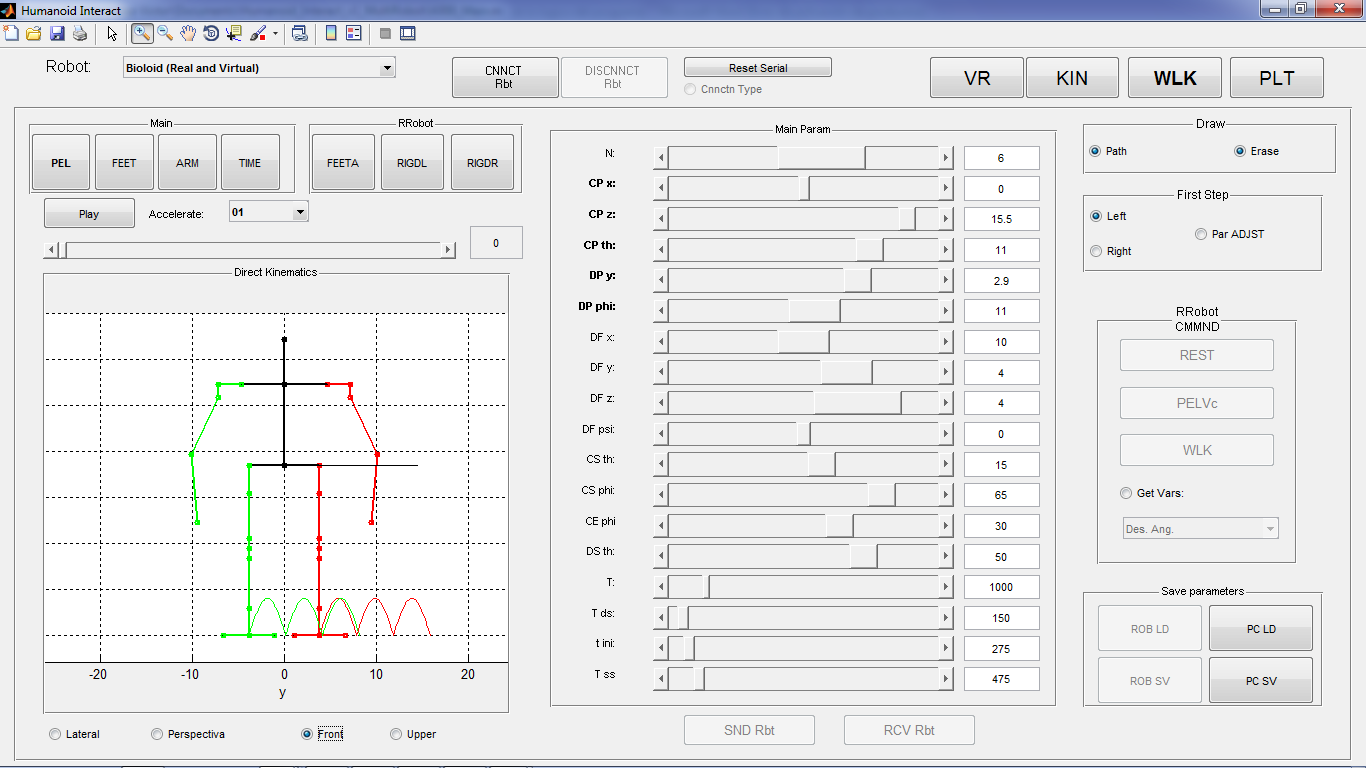 Humanoid Interact
Robot:
Bioloid (Real and Virtual)
CNNCT
Rbt
DISCNNCT
Rbt
Reset Serial
Cnnctn Type
VR
KIN
WLK
PLT
Main
PEL
FEET
ARM
TIME
RRobot
FEETA
RIGDL
RIGDR
Play
Accelerate:
01
0
Direct Kinematics
-20
-10
0
10
20
y
Lateral
Perspectiva
Front
Upper
Main Param
N:
6
CP x:
0
CP z:
15.5
CP th:
11
DP y:
2.9
DP phi:
11
DF x:
10
DF y:
4
DF z:
4
DF psi:
0
CS th:
15
CS phi:
65
CE phi
30
DS th:
50
T:
1000
T ds:
150
t ini:
275
T ss
475
SND Rbt
RCV Rbt
Draw
Path
Erase
First Step
Left
Par ADJST
Right
RRobot
CMMND
REST
PELVc
WLK
Get Vars:
Des. Ang.
Save parameters
ROB LD
PC LD
ROB SV
PC SV